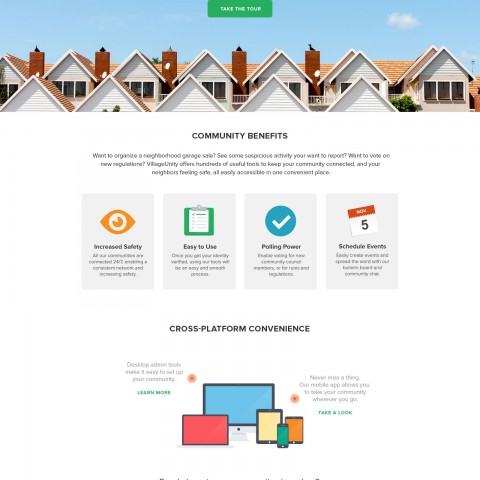 TAKE THE TOUR
COMMUNITY BENEFITS
Want to organize a neighborhood garage sale? See some suspicious activity your want to report? Want to vote on
new regulations? VillageUnity offers hundreds of useful tools to keep your community connected, and your
neighbors feeling safe, all easily accessible in one convenient place.
Increased Safety
All our communities are
connected 24/7, enabling a
consistent network and
increasing safety.
Easy to Use
Once you get your identity
verified, using our tools will
be an easy and smooth
process.
Polling Power
Enable voting for new
community council
members, or for rules and
regulations.
NOV
5
Schedule Events
Easily create events and
spread the word with our
bulletin board and
community chat.
CROSS-PLATFORM CONVENIENCE
Desktop admin tools
make it easy to set up
your community.
LEARN MORE
Never miss a thing.
Our mobile app allows you
to take your community
wherever you go.
TAKE A LOOK